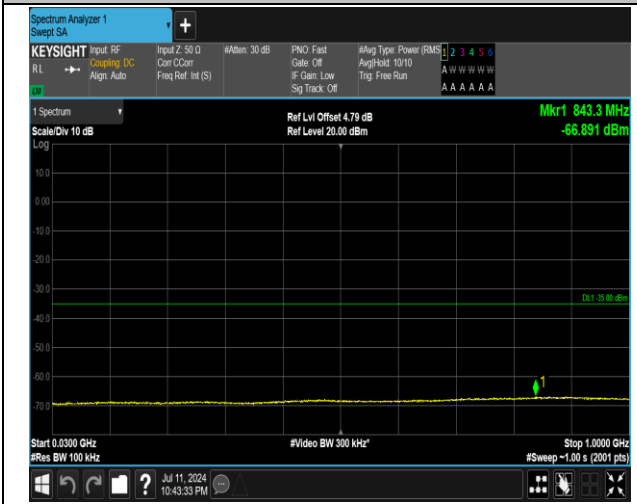 Spectrum Analyzer 1
Swept SA
+
KEYSIGHT
RL
Input: RF
Coupling: DC
Align: Auto
Input Z: 50 Ω
Corr CCorr
Freq Ref: Int (S)
#Atten: 30 dB
PNO: Fast
Gate: Off
IF Gain: Low
Sig Track: Off
#Avg Type: Power (RMS
Avg|Hold: 10/10
Trig: Free Run
1 2 3 4 5 6
A W W W W W
A A A A A A
1 Spectrum
Scale/Div 10 dB
Log
Ref Lvl Offset 4.79 dB
Ref Level 20.00 dBm
Mkr1 843.3 MHz
-66.891 dBm
10.0
0.00
-10.0
-20.0
-30.0
DL1 -35.00 dBm
-40.0
-50.0
-60.0
1
-70.0
Start 0.0300 GHz
#Res BW 100 kHz
#Video BW 300 kHz*
Stop 1.0000 GHz
#Sweep ~1.00 s (2001 pts)
?
Jul 11, 2024
10:43:33 PM